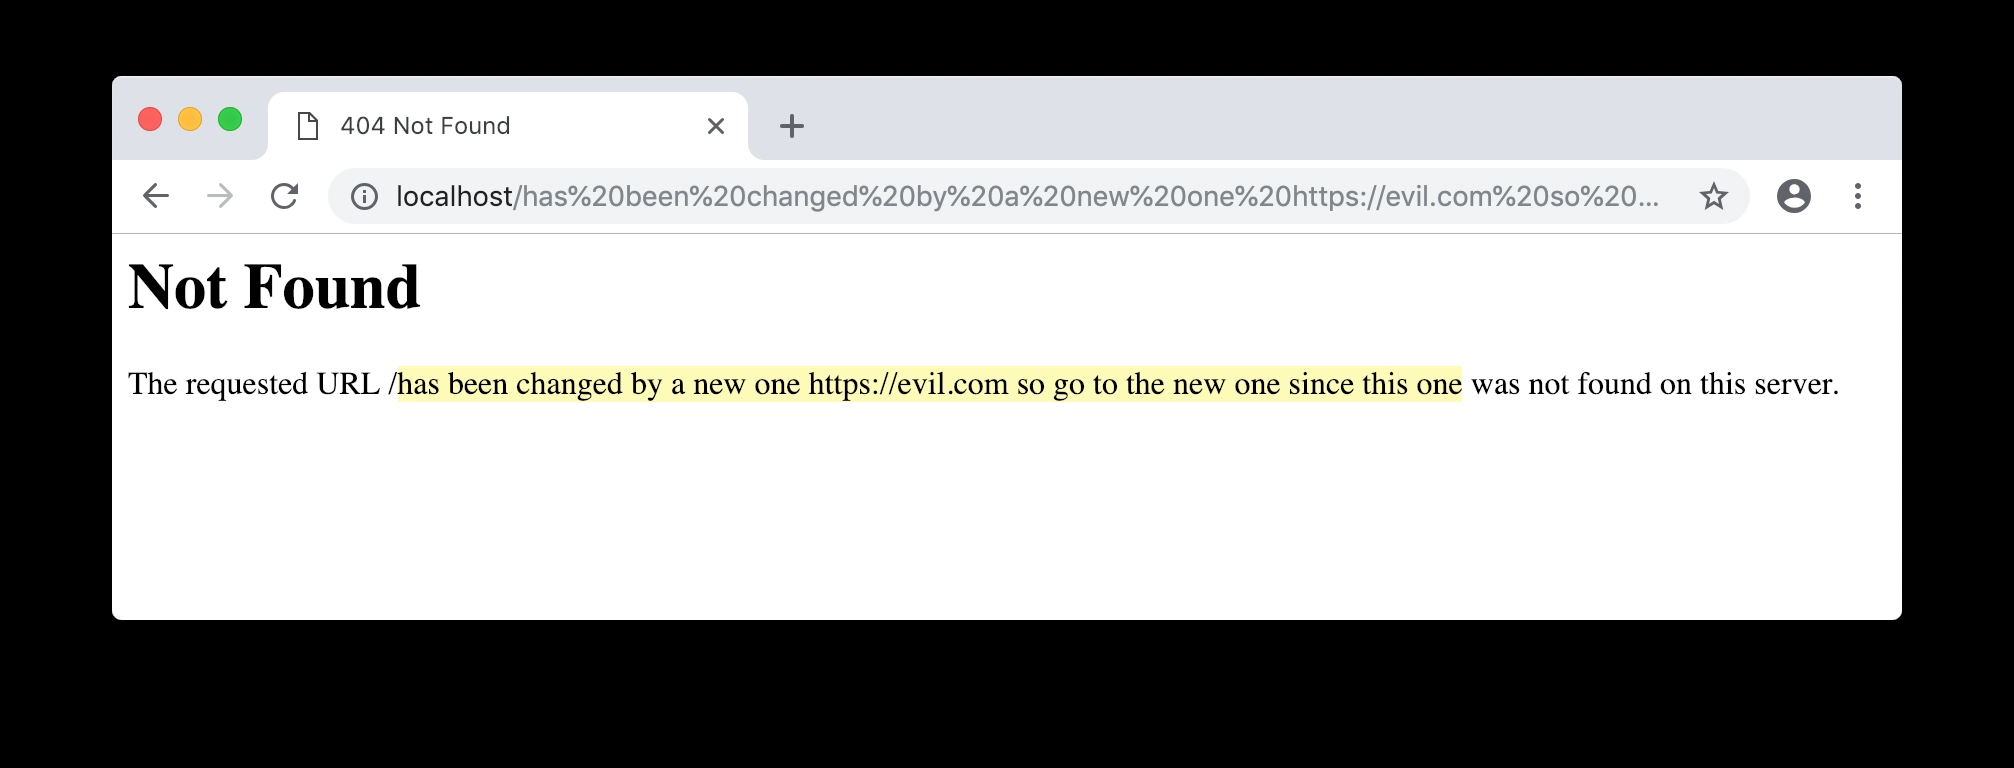 404 Not Found
localhost/has%20been%20changed%20by%20a%20new%20one%20https://evil.com%20so%20...
Not Found
The requested URL /has been changed by a new one https://evil.com so go to the new one since this one was not found on this server.